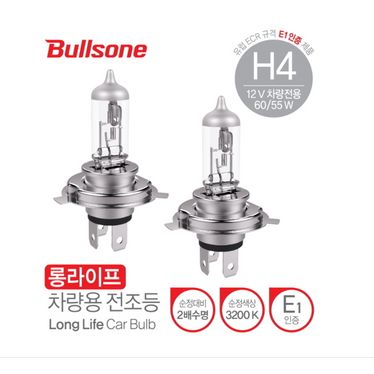 Bullsone
유럽 ECR 규격 E1 인증 제품
H4
12 V 차량전용
60/55 W
롱라이프
차량용 전조등
Long Life Car Bulb
순정대비
2배수명
순정색상
3200 K
E1
인증